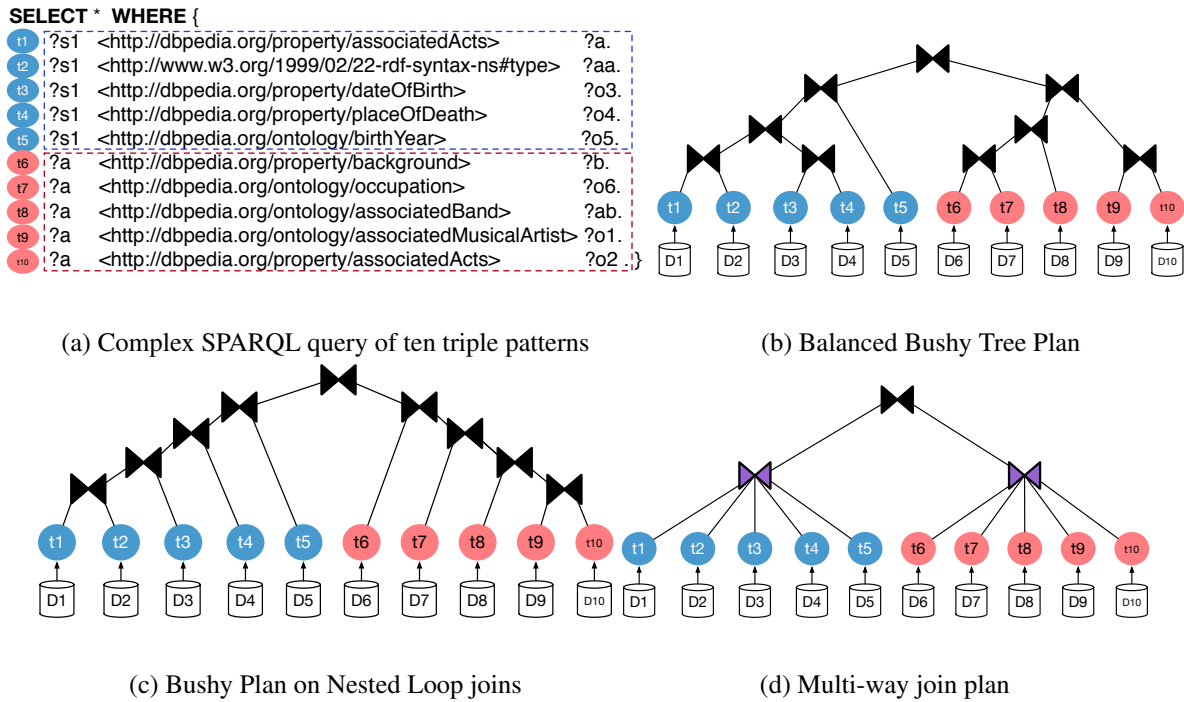 SELECT * WHERE {
t1 ?s1 <http://dbpedia.org/property/associatedActs> ?a.
t2 ?s1 <http://www.w3.org/1999/02/22-rdf-syntax-ns#type> ?aa.
t3 ?s1 <http://dbpedia.org/property/dateOfBirth> ?o3.
t4 ?s1 <http://dbpedia.org/property/placeOfDeath> ?o4.
t5 ?s1 <http://dbpedia.org/ontology/birthYear> ?o5.
t6 ?a <http://dbpedia.org/property/background> ?b.
t7 ?a <http://dbpedia.org/ontology/occupation> ?o6.
t8 ?a <http://dbpedia.org/ontology/associatedBand> ?ab.
t9 ?a <http://dbpedia.org/ontology/associatedMusicalArtist> ?o1.
t10 ?a <http://dbpedia.org/property/associatedActs> ?o2 . }
(a) Complex SPARQL query of ten triple patterns
t1 t2 t3 t4 t5 t6 t7 t8 t9 t10
D1 D2 D3 D4 D5 D6 D7 D8 D9 D10
(b) Balanced Bushy Tree Plan
t1 t2 t3 t4 t5 t6 t7 t8 t9 t10
D1 D2 D3 D4 D5 D6 D7 D8 D9 D10
(c) Bushy Plan on Nested Loop joins
t1 t2 t3 t4 t5 t6 t7 t8 t9 t10
D1 D2 D3 D4 D5 D6 D7 D8 D9 D10
(d) Multi-way join plan